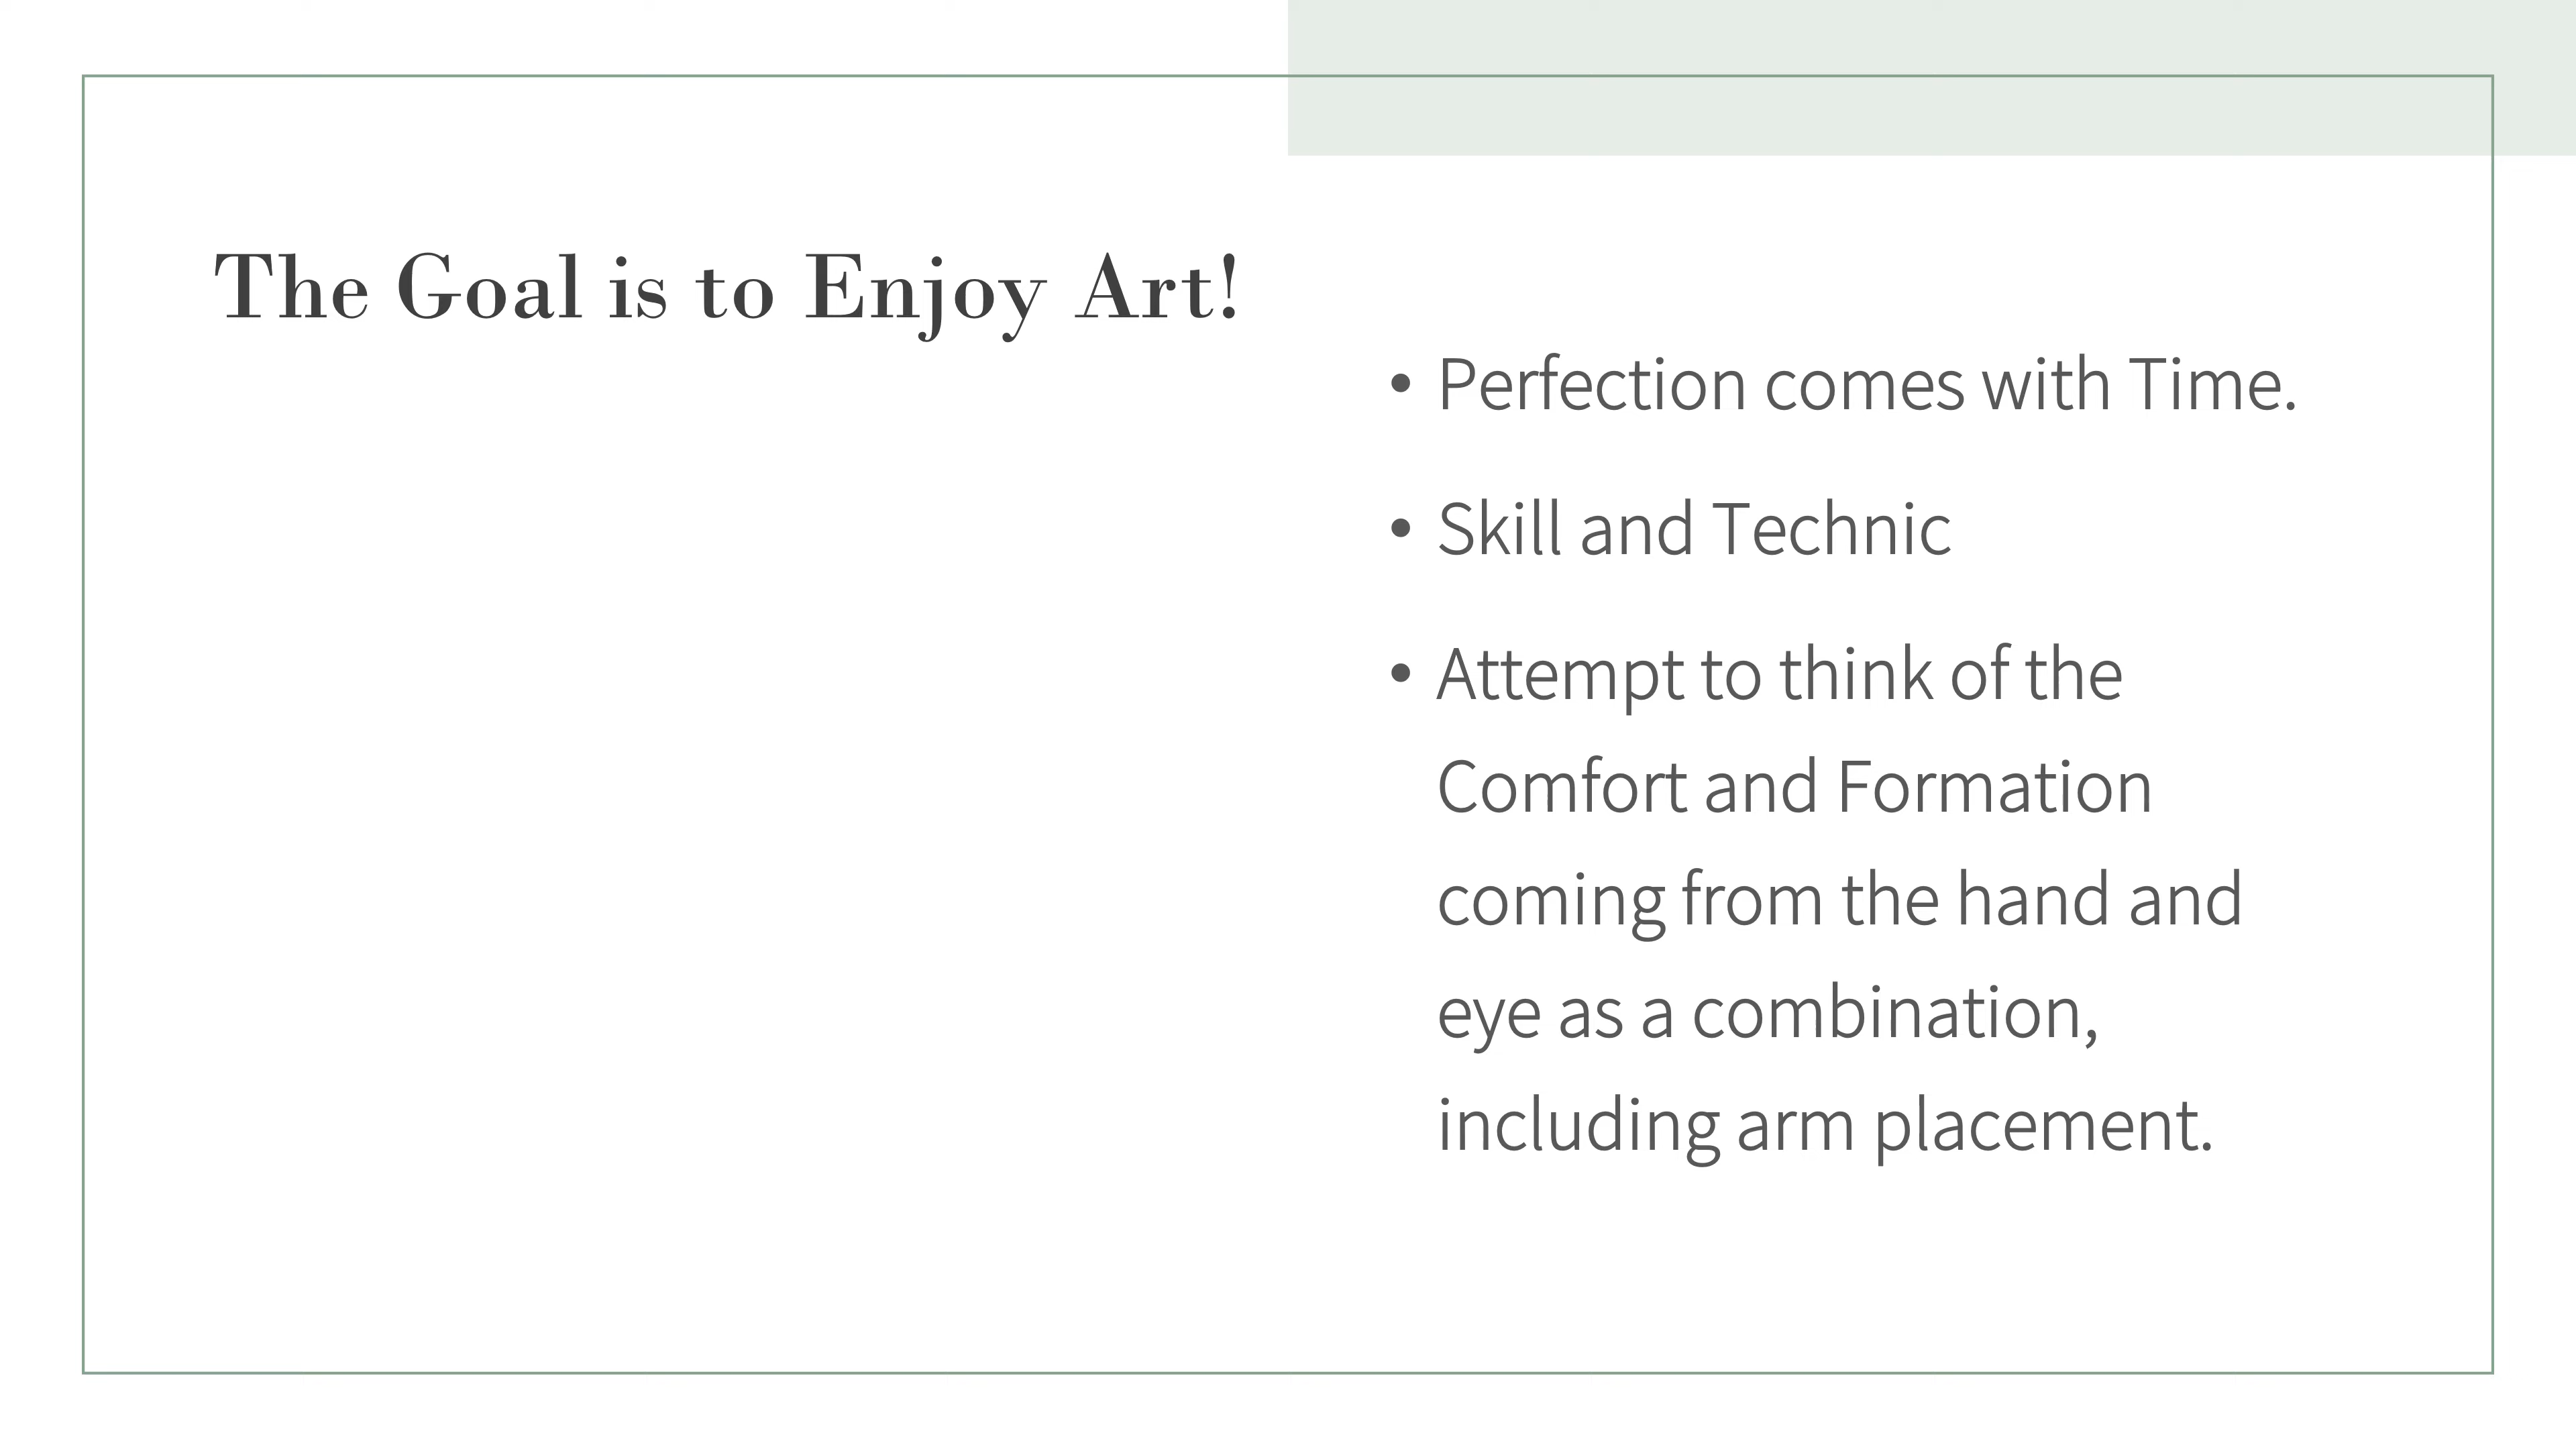 The Goal is to Enjoy Art!
• Perfection comes with Time.
• Skill and Technic
• Attempt to think of the
Comfort and Formation
coming from the hand and
eye as a combination,
including arm placement.